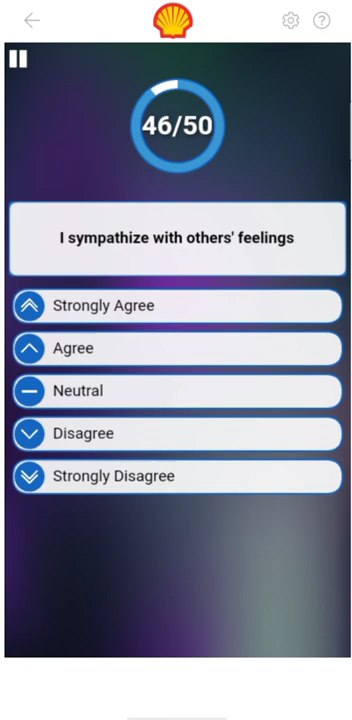 46/50
I sympathize with others' feelings
Strongly Agree
Agree
Neutral
Disagree
Strongly Disagree